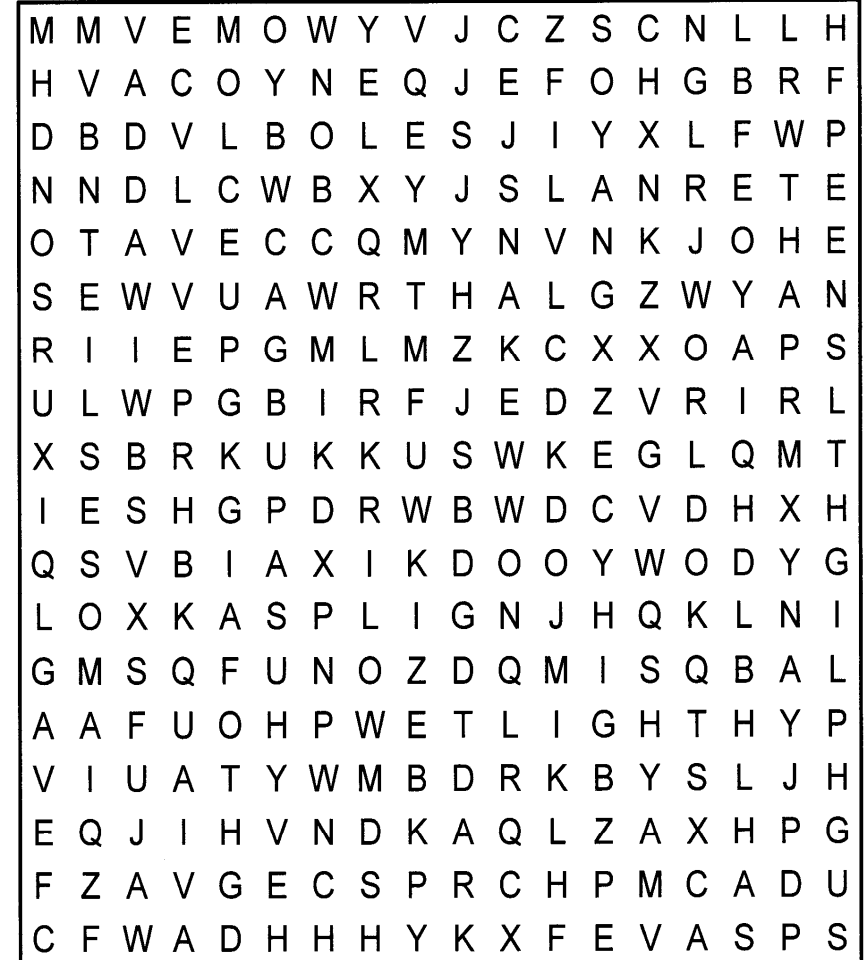 M M V E M O W Y V J C Z S C N L L H
H V A C O Y N E Q J E F O H G B R F
D B D V L B O L E S J I Y X L F W P
N N D L C W B X Y J S L A N R E T E
O T A V E C C Q M Y N V N K J O H E
S E W V U A W R T H A L G Z W Y A N
R I I E P G M L M Z K C X X O A P S
U L W P G B I R F J E D Z V R I R L
X S B R K U K K U S W K E G L Q M T
I E S H G P D R W B W D C V D H X H
Q S V B I A X I K D O O Y W O D Y G
L O X K A S P L I G N J H Q K L N I
G M S Q F U N O Z D Q M I S Q B A L
A A F U O H P W E T L I G H T H Y P
V I U A T Y W M B D R K B Y S L J H
E Q J I H V N D K A Q L Z A X H P G
F Z A V G E C S P R C H P M C A D U
C F W A D H H H Y K X F E V A S P S